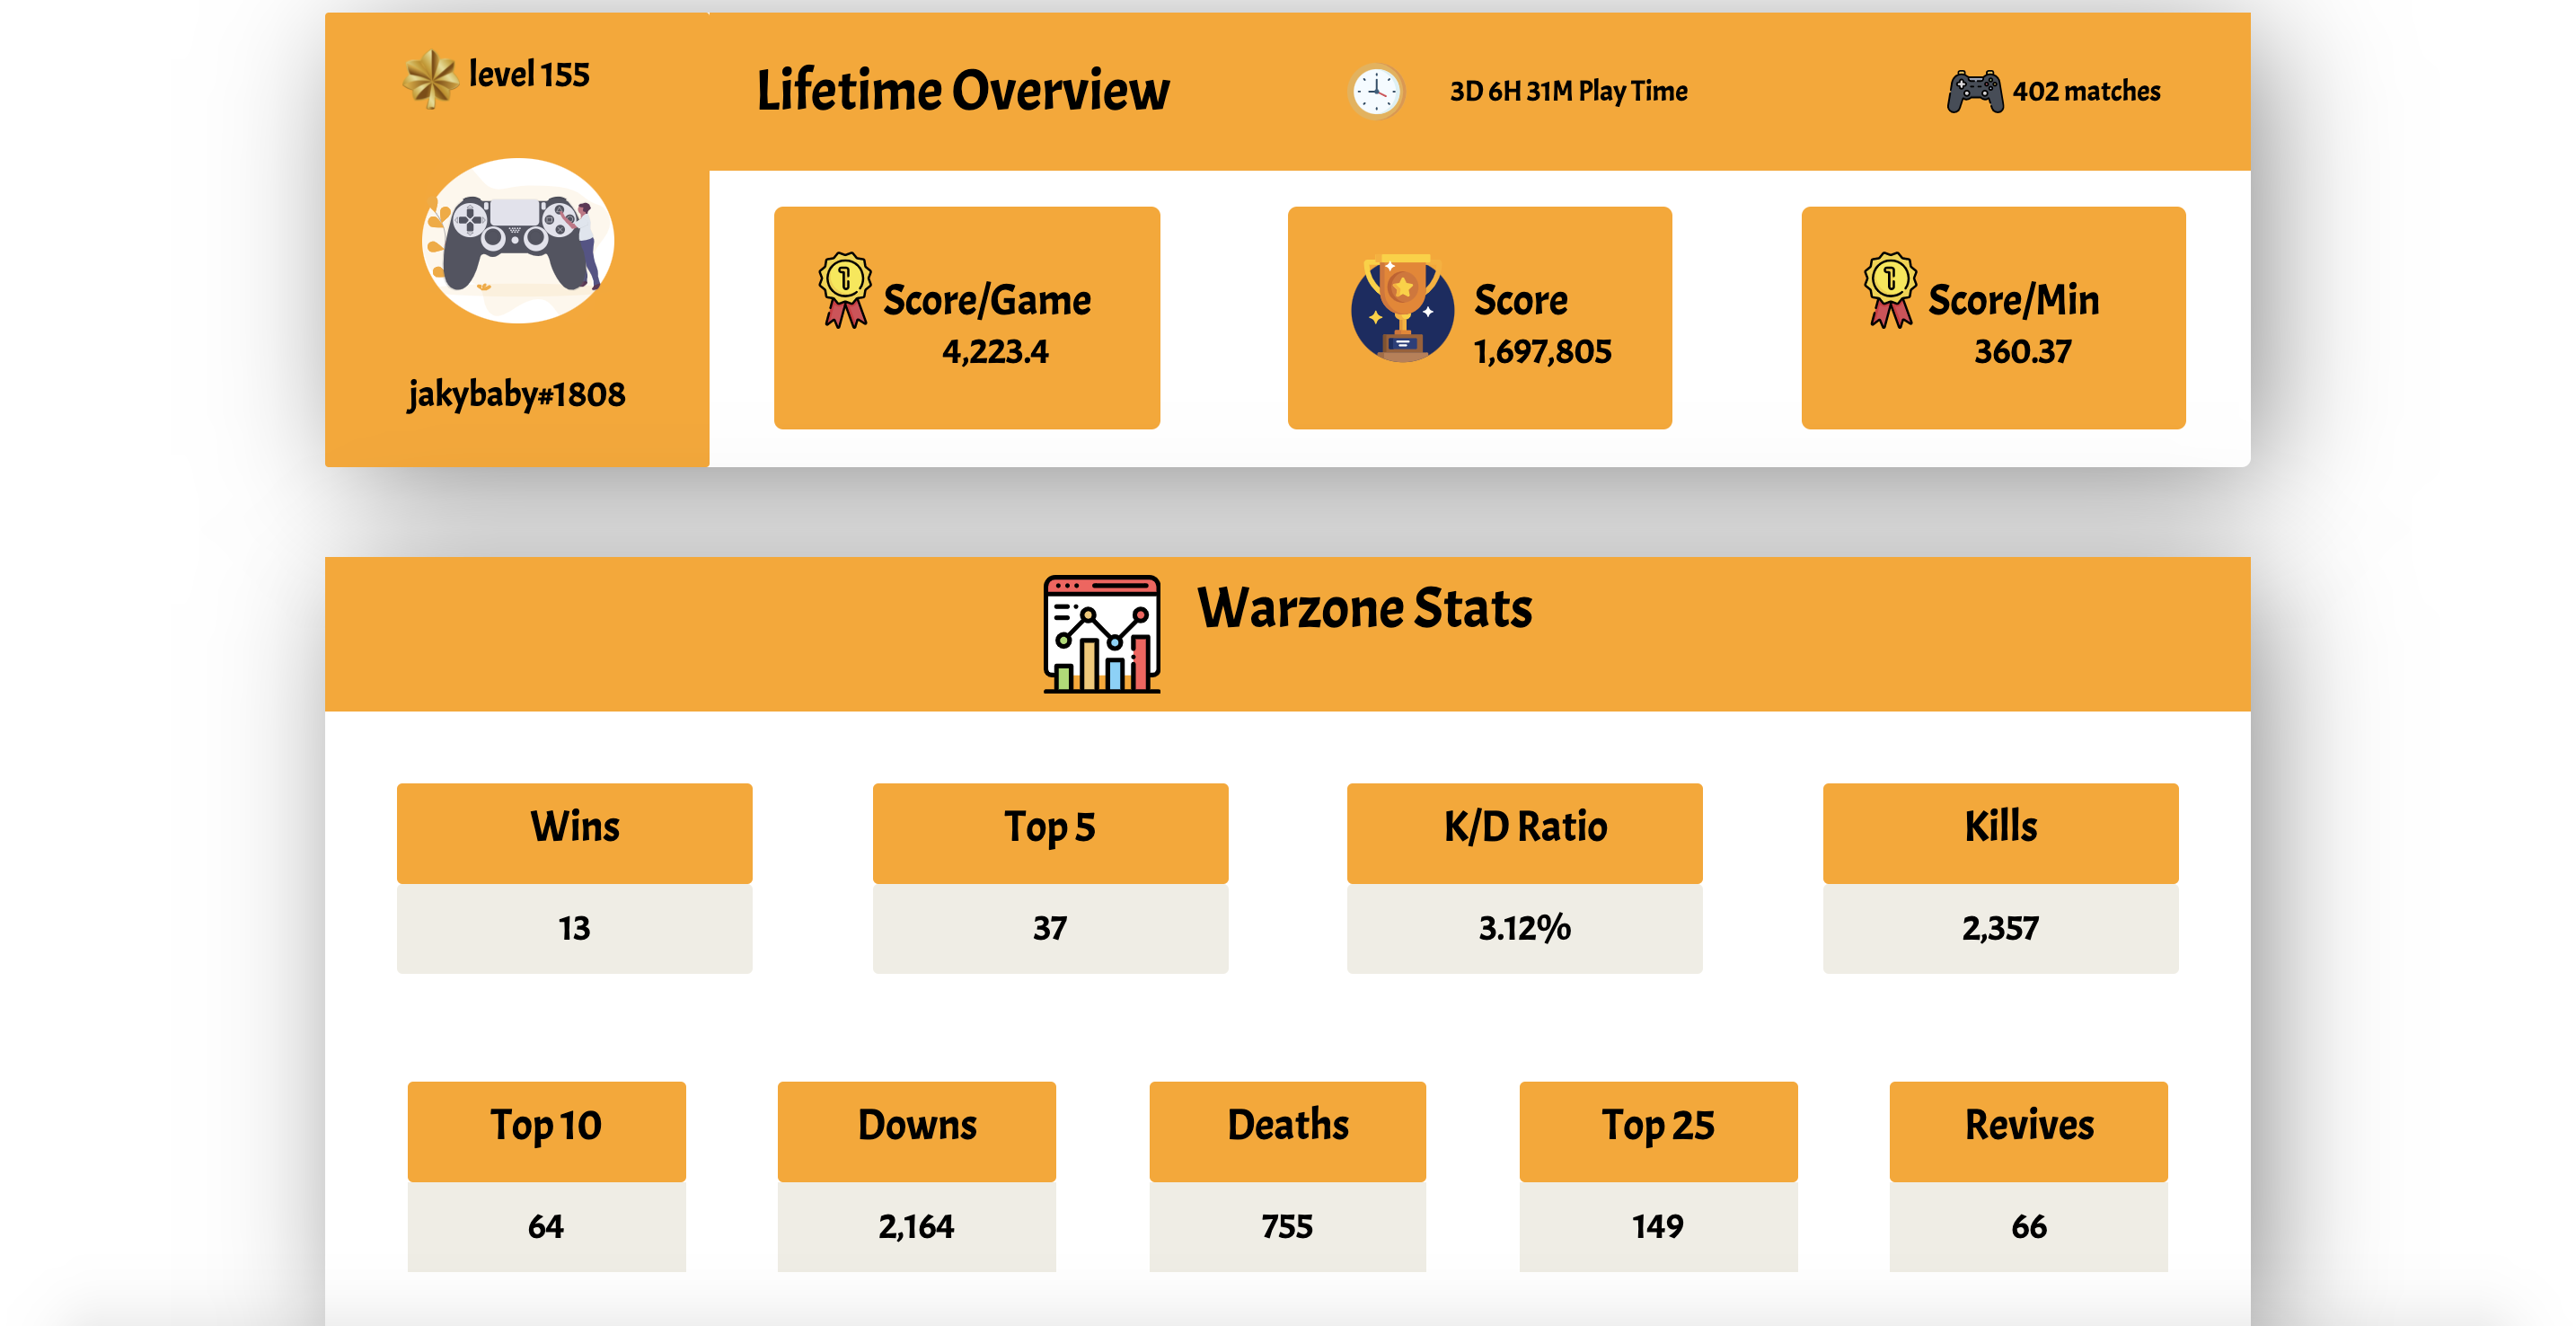 level 155
jakybaby#1808
Lifetime Overview
3D 6H 31M Play Time
402 matches
Score/Game
4,223.4
Score
1,697,805
Score/Min
360.37
Warzone Stats
Wins
13
Top 5
37
K/D Ratio
3.12%
Kills
2,357
Top 10
64
Downs
2,164
Deaths
755
Top 25
149
Revives
66